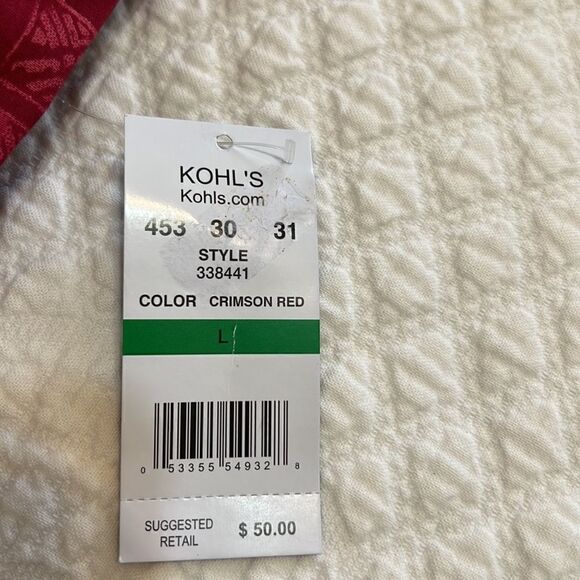 KOHL'S
Kohls.com
453 30 31
STYLE
338441
COLOR CRIMSON RED
L
0 53355 54932 8
SUGGESTED RETAIL $ 50.00